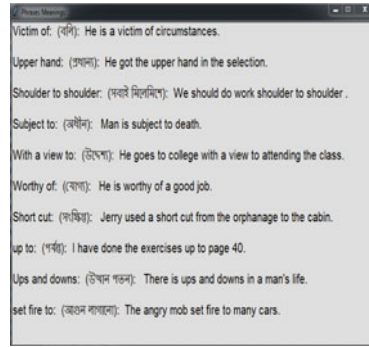 Phrases Meanings
Victim of: (বলি): He is a victim of circumstances.
Upper hand: (প্রাধান্য): He got the upper hand in the selection.
Shoulder to shoulder: (সবাই মিলেমিশে): We should do work shoulder to shoulder .
Subject to: (অধীন): Man is subject to death.
With a view to: (উদ্দেশ্য): He goes to college with a view to attending the class.
Worthy of: (যোগ্য): He is worthy of a good job.
Short cut: (সংক্ষিপ্ত): Jerry used a short cut from the orphanage to the cabin.
up to: (পর্যন্ত): I have done the exercises up to page 40.
Ups and downs: (উত্থান পতন): There is ups and downs in a man's life.
set fire to: (আগুন লাগানো): The angry mob set fire to many cars.